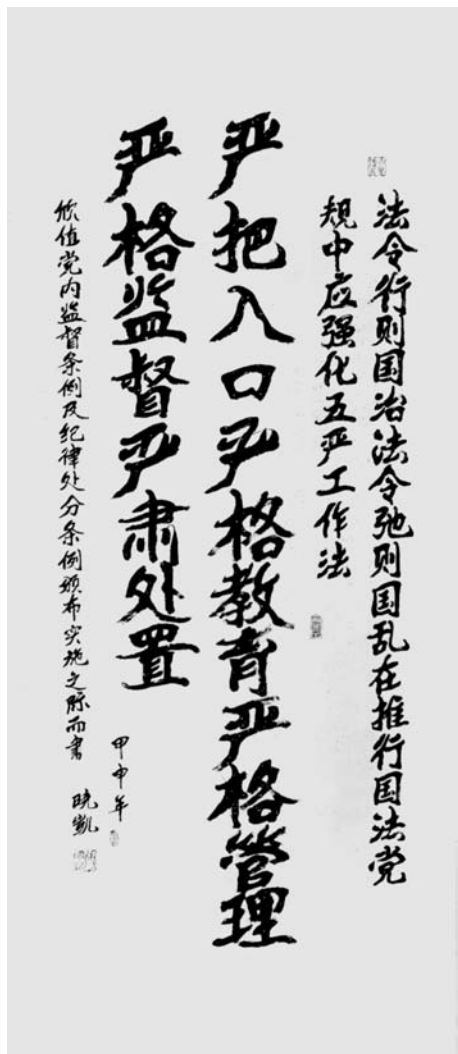 法令行则国治法令弛则国乱在推行国法党
规中应强化五严工作法
严把入口严格教育严格管理
严格监督严肃处置
甲申年
欣值党内监督条例及纪律处分条例颁布实施之际而书
晓凱